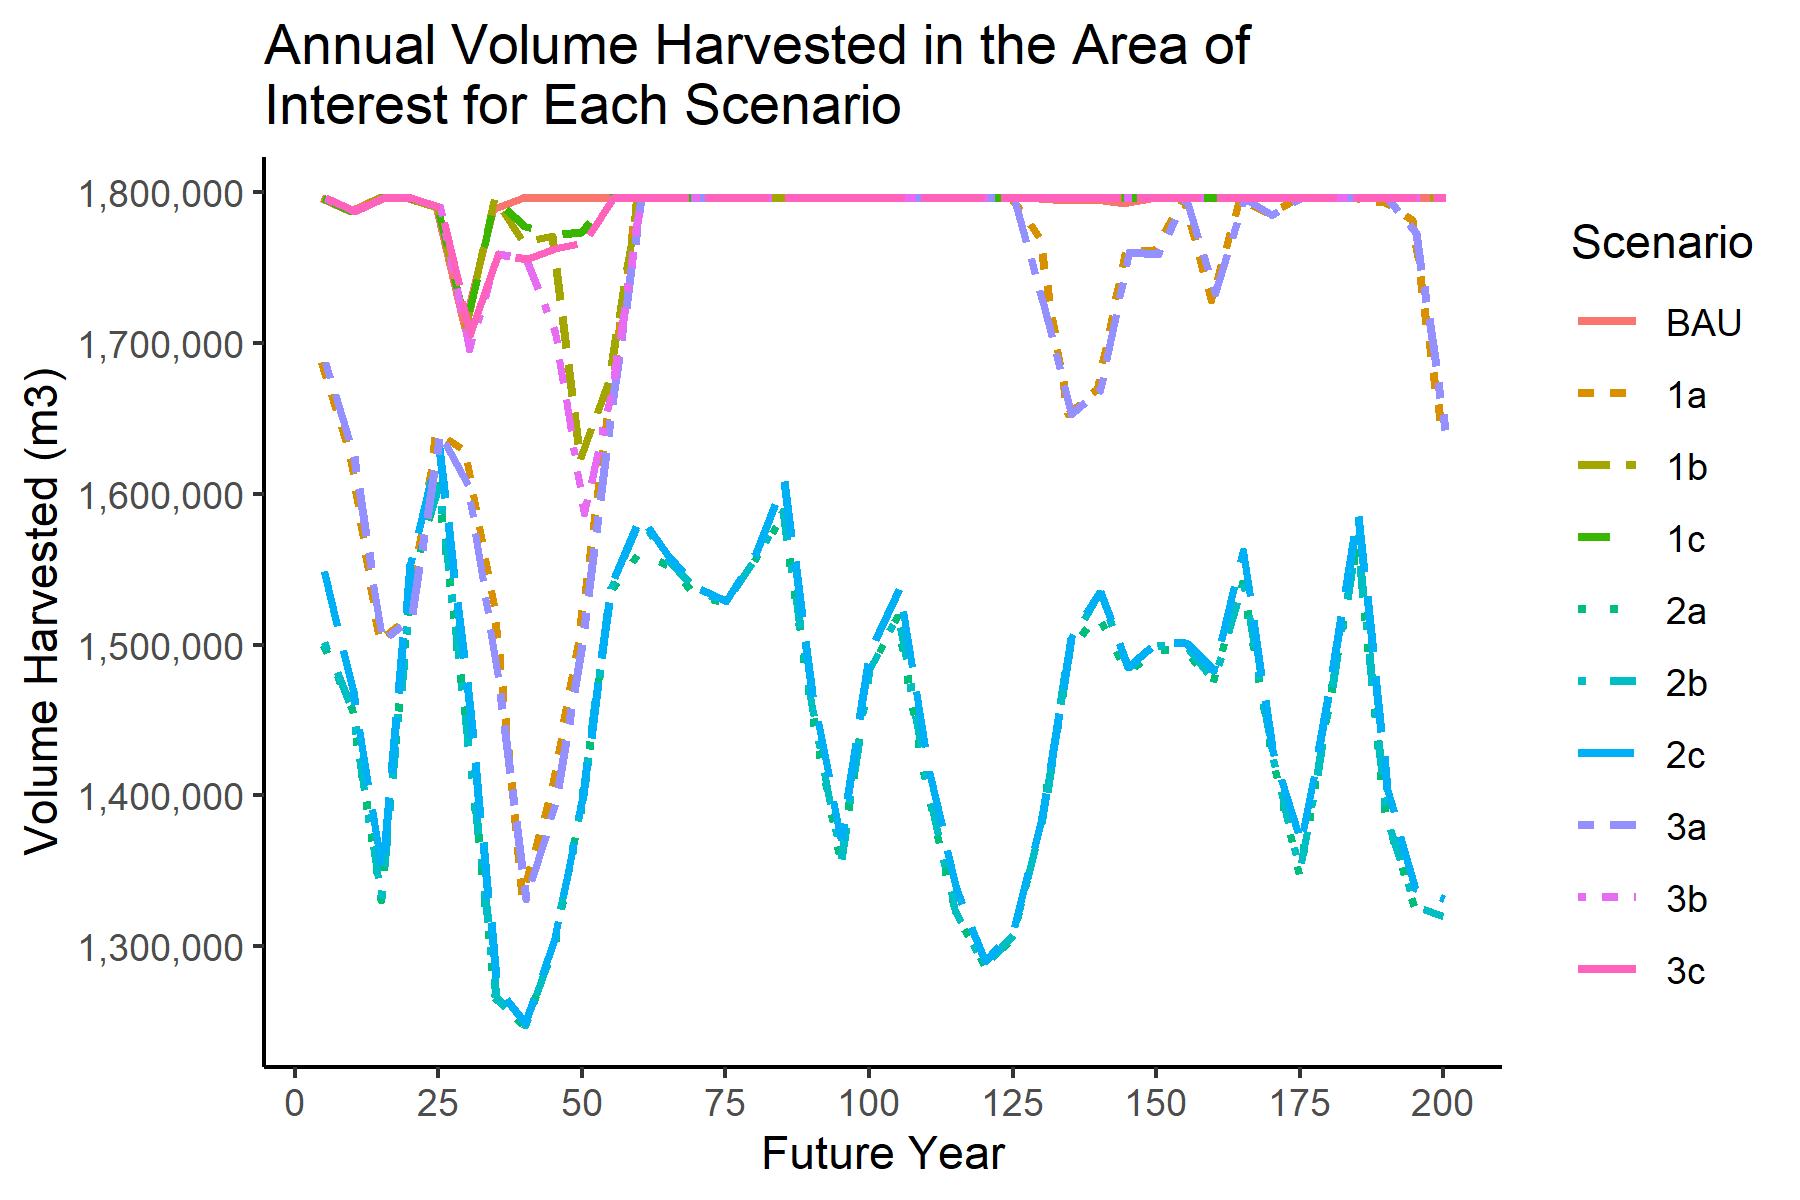 Annual Volume Harvested in the Area of
Interest for Each Scenario
Volume Harvested (m3)
1,800,000
1,700,000
1,600,000
1,500,000
1,400,000
1,300,000
0 25 50 75 100 125 150 175 200
Future Year
Scenario
BAU
1a
1b
1c
2a
2b
2c
3a
3b
3c